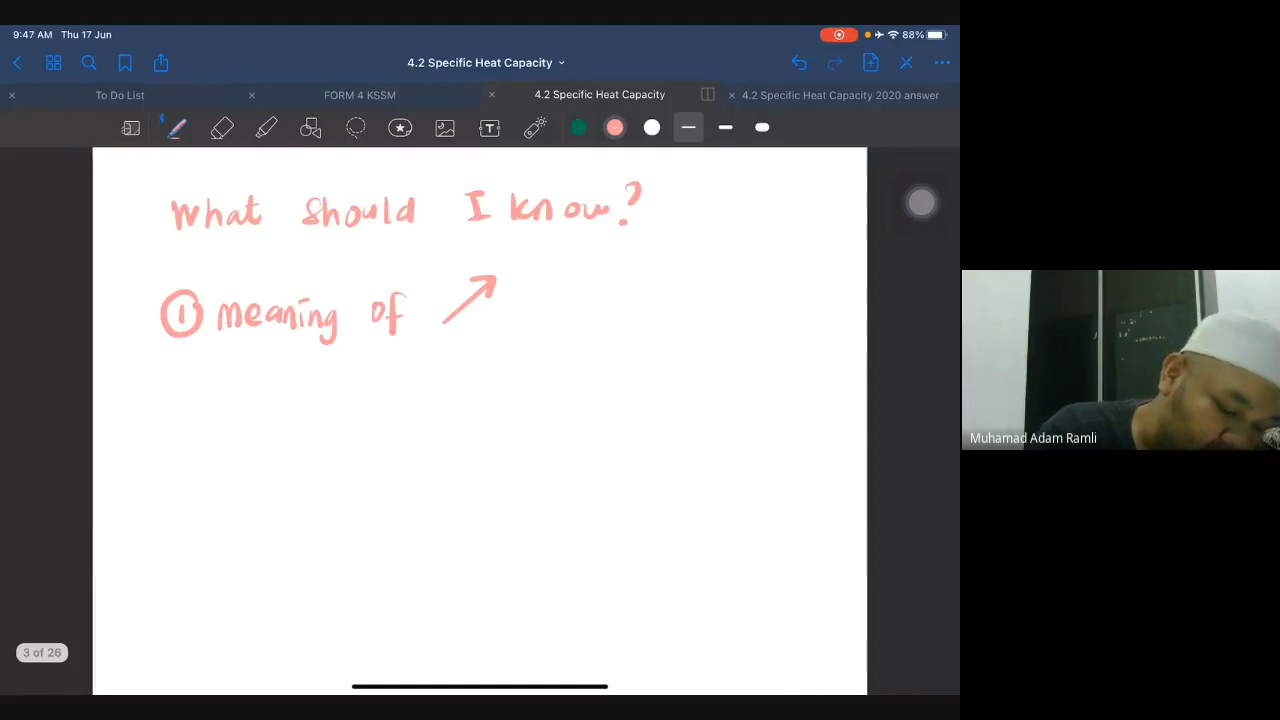 9:47 AM Thu 17 Jun
88%
4.2 Specific Heat Capacity
To Do List
FORM 4 KSSM
4.2 Specific Heat Capacity
4.2 Specific Heat Capacity 2020 answer
T
What should I know?
1 meaning of
Muhamad Adam Ramli
3 of 26